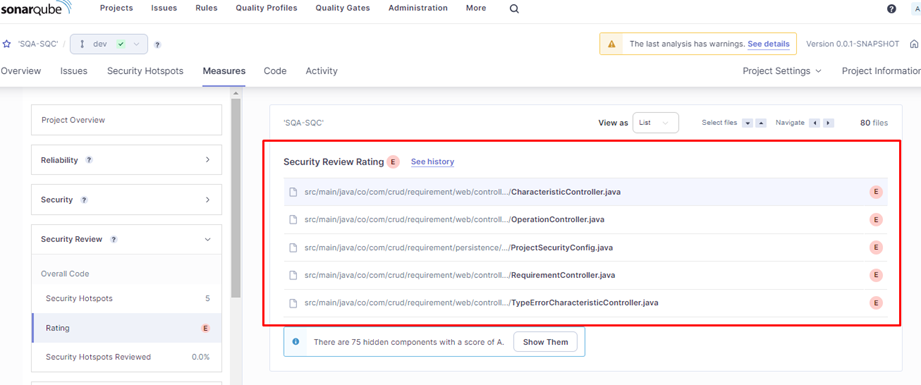 sonarqube Projects Issues Rules Quality Profiles Quality Gates Administration More ?
'SQA-SQC' / dev ? The last analysis has warnings. See details Version 0.0.1-SNAPSHOT
Overview Issues Security Hotspots Measures Code Activity Project Settings Project Information
Project Overview
Reliability ?
Security ?
Security Review ?
Overall Code
Security Hotspots 5
Rating E
Security Hotspots Reviewed 0.0%
'SQA-SQC' View as List Select files Navigate 80 files
Security Review Rating E See history
src/main/java/co/com/crud/requirement/web/controll.../CharacteristicController.java E
src/main/java/co/com/crud/requirement/web/controll.../OperationController.java E
src/main/java/co/com/crud/requirement/persistence/.../ProjectSecurityConfig.java E
src/main/java/co/com/crud/requirement/web/controll.../RequirementController.java E
src/main/java/co/com/crud/requirement/web/controll.../TypeErrorCharacteristicController.java E
There are 75 hidden components with a score of A. Show Them